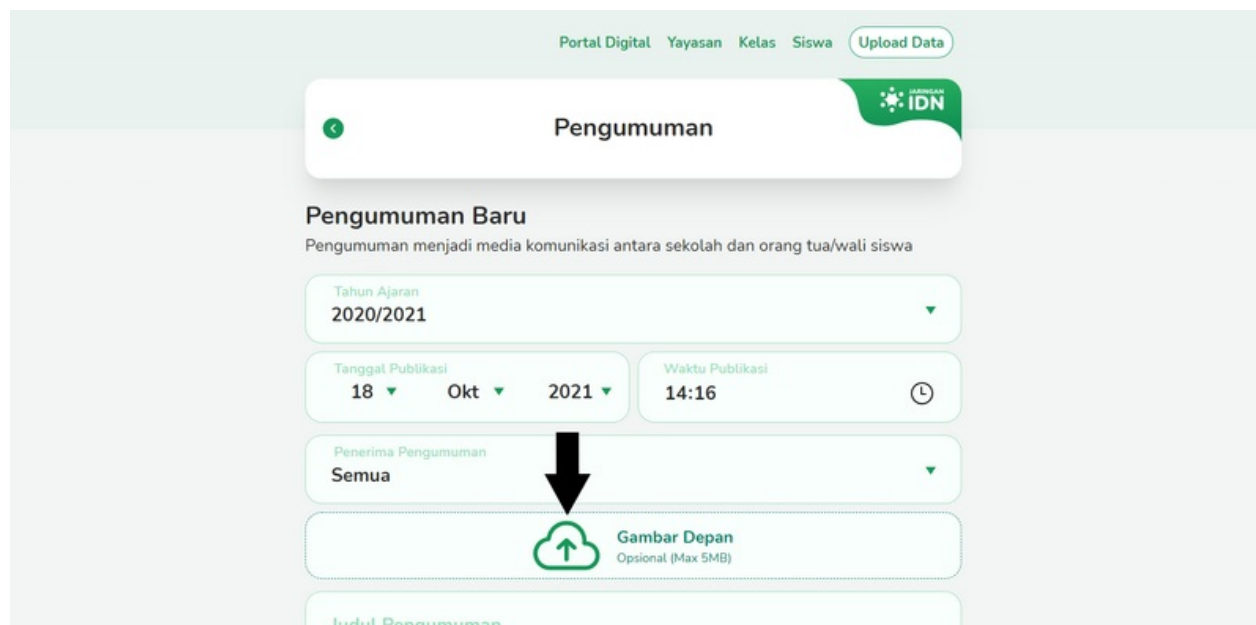 Portal Digital Yayasan Kelas Siswa Upload Data
JARINGAN
IDN
Pengumuman
Pengumuman Baru
Pengumuman menjadi media komunikasi antara sekolah dan orang tua/wali siswa
Tahun Ajaran
2020/2021
Tanggal Publikasi
18 Okt 2021
Waktu Publikasi
14:16
Penerima Pengumuman
Semua
Gambar Depan
Opsional (Max 5MB)
Judul Pengumuman